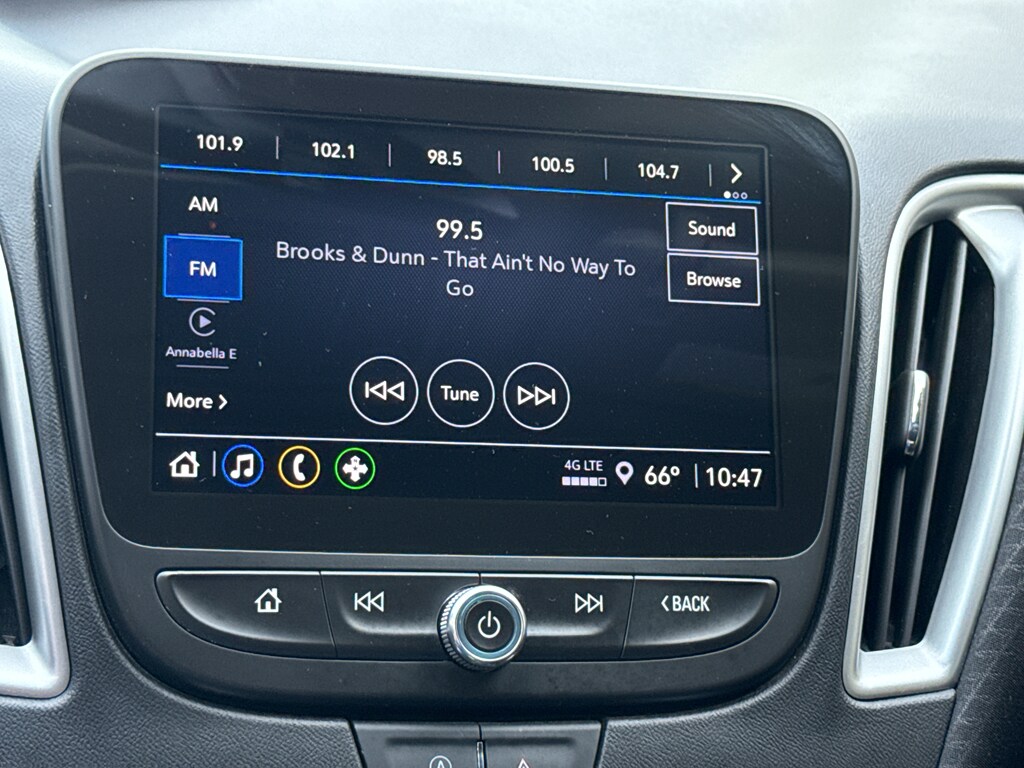 101.9 102.1 98.5 100.5 104.7
AM
99.5
Sound
FM
Brooks & Dunn - That Ain't No Way To
Go
Browse
Annabella E
More
Tune
4G LTE
66° 10:47
BACK